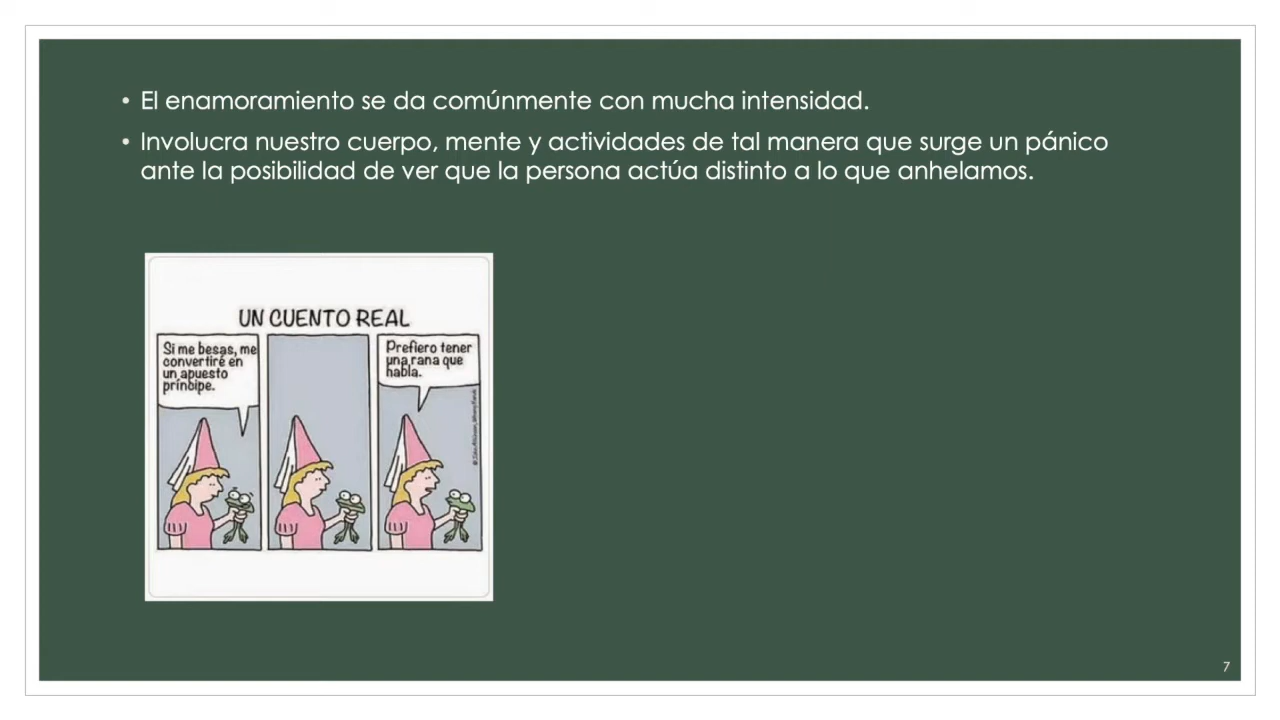 • El enamoramiento se da comúnmente con mucha intensidad.
• Involucra nuestro cuerpo, mente y actividades de tal manera que surge un pánico
ante la posibilidad de ver que la persona actúa distinto a lo que anhelamos.
UN CUENTO REAL
Si me besas, me
convertiré en
un apuesto
príncipe.
Prefiero tener
una rana que
habla.
7